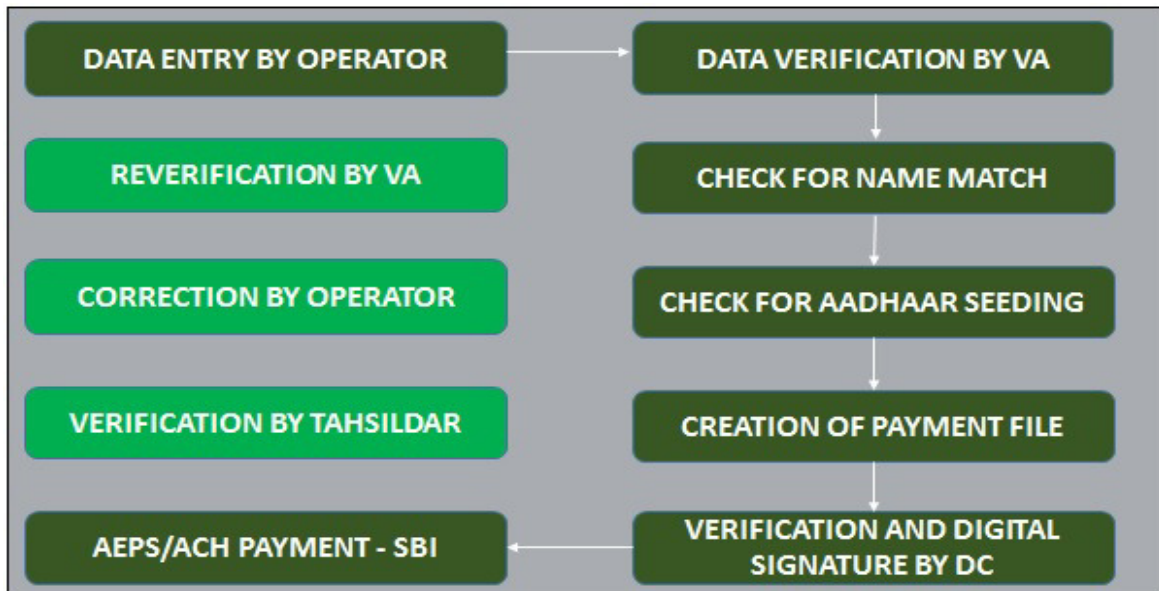 DATA ENTRY BY OPERATOR
DATA VERIFICATION BY VA
REVERIFICATION BY VA
CHECK FOR NAME MATCH
CORRECTION BY OPERATOR
CHECK FOR AADHAAR SEEDING
VERIFICATION BY TAHSILDAR
CREATION OF PAYMENT FILE
AEPS/ACH PAYMENT - SBI
VERIFICATION AND DIGITAL
SIGNATURE BY DC